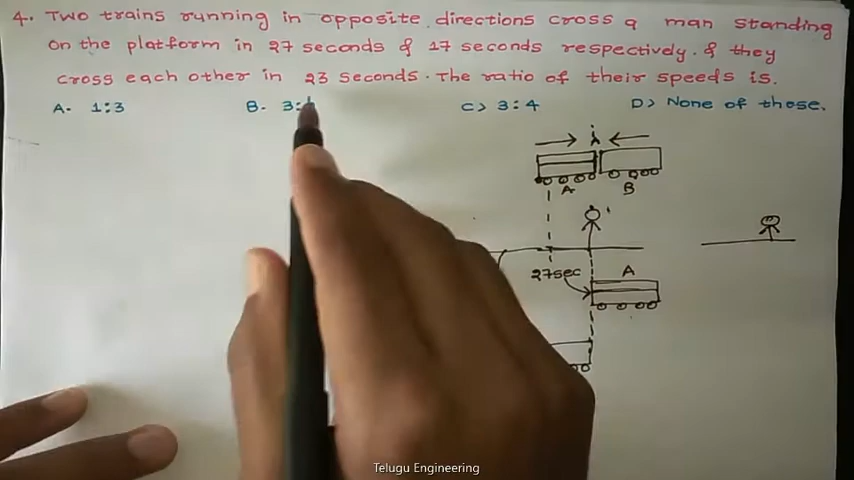 4. Two trains running in opposite directions cross a man standing
on the platform in 27 seconds & 17 seconds respectively. & they
cross each other in 23 seconds. The ratio of their speeds is.
A. 1:3 B. 3: C> 3:4 D> None of these.
A B
27sec A
Telugu Engineering